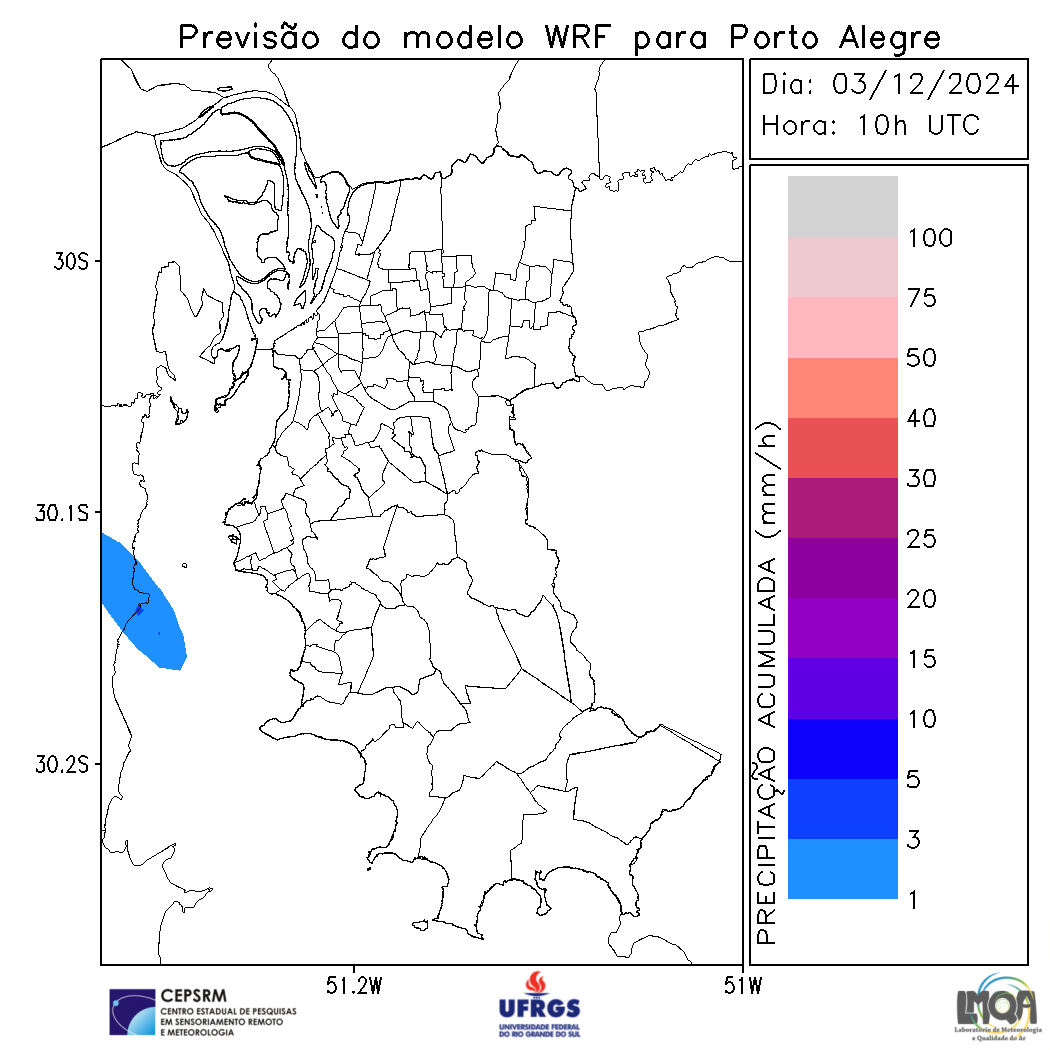 Previsão do modelo WRF para Porto Alegre
Dia: 03/12/2024
Hora: 10h UTC
PRECIPITAÇÃO ACUMULADA (mm/h)
100
75
50
40
30
25
20
15
10
5
3
1
30S
30.1S
30.2S
51.2W
51W
CEPSRM
CENTRO ESTADUAL DE PESQUISAS
EM SENSORIAMENTO REMOTO
E METEOROLOGIA
UFRGS
UNIVERSIDADE FEDERAL
DO RIO GRANDE DO SUL
LMQA
Laboratório de Meteorologia
e Qualidade do Ar